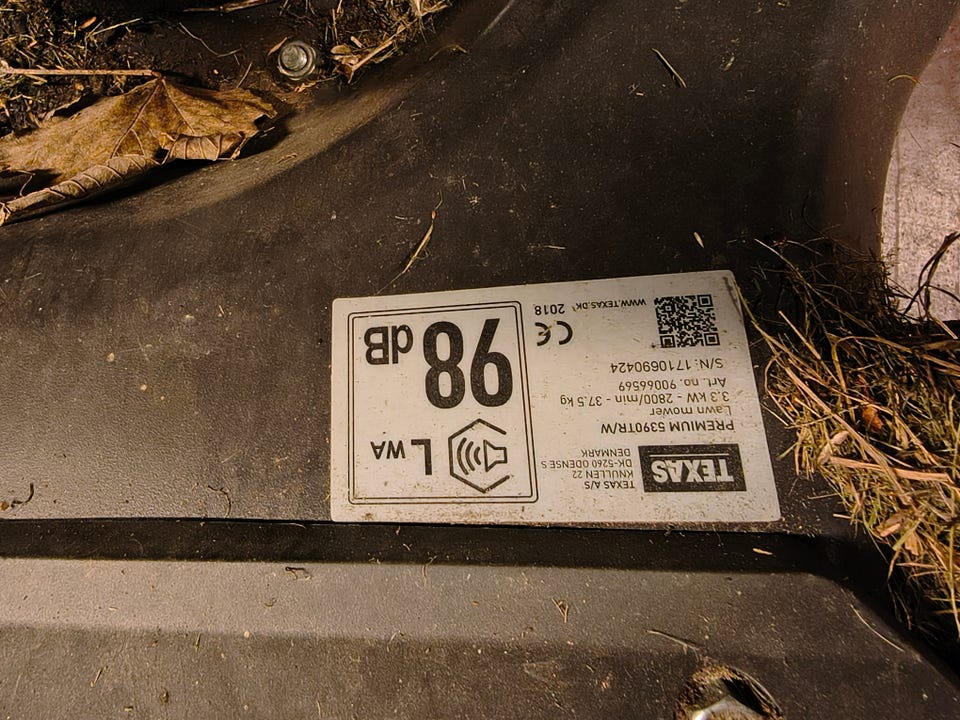 TEXAS
TEXAS A/S
KNULLEN 22
DK-5260 ODENSE S
DENMARK
PREMIUM 5390TR/W
Lawn mower
3.3 kW - 2800/min - 37.5 kg
Art. no. 90066569
S/N: 1710690424
CE
WWW.TEXAS.DK
2018
LWA
98 dB